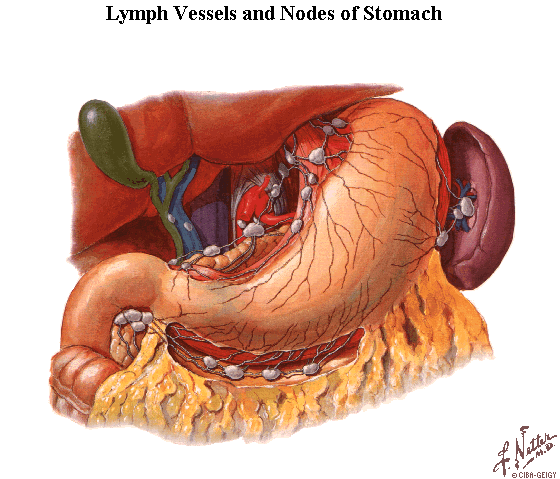 Lymph Vessels and Nodes of Stomach
F. Netter
M.D.
© CIBA-GEIGY